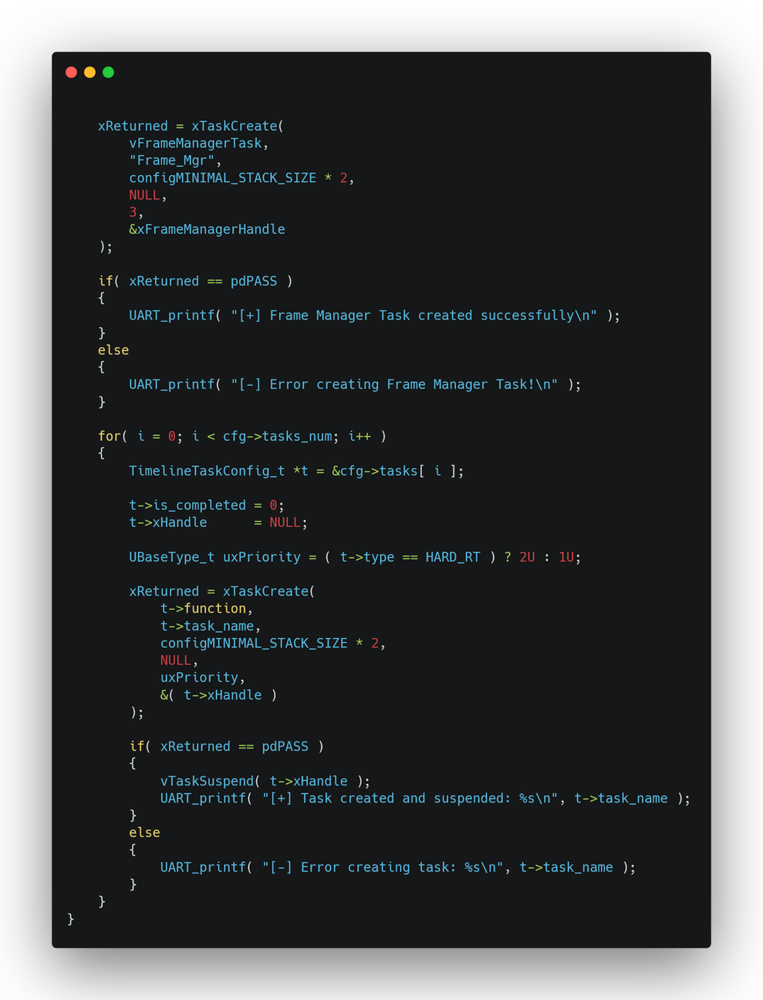 xReturned = xTaskCreate(
        vFrameManagerTask,
        "Frame_Mgr",
        configMINIMAL_STACK_SIZE * 2,
        NULL,
        3,
        &xFrameManagerHandle
    );

    if( xReturned == pdPASS )
    {
        UART_printf( "[+] Frame Manager Task created successfully\n" );
    }
    else
    {
        UART_printf( "[-] Error creating Frame Manager Task!\n" );
    }

    for( i = 0; i < cfg->tasks_num; i++ )
    {
        TimelineTaskConfig_t *t = &cfg->tasks[ i ];

        t->is_completed = 0;
        t->xHandle      = NULL;

        UBaseType_t uxPriority = ( t->type == HARD_RT ) ? 2U : 1U;

        xReturned = xTaskCreate(
            t->function,
            t->task_name,
            configMINIMAL_STACK_SIZE * 2,
            NULL,
            uxPriority,
            &( t->xHandle )
        );

        if( xReturned == pdPASS )
        {
            vTaskSuspend( t->xHandle );
            UART_printf( "[+] Task created and suspended: %s\n", t->task_name );
        }
        else
        {
            UART_printf( "[-] Error creating task: %s\n", t->task_name );
        }
    }
}